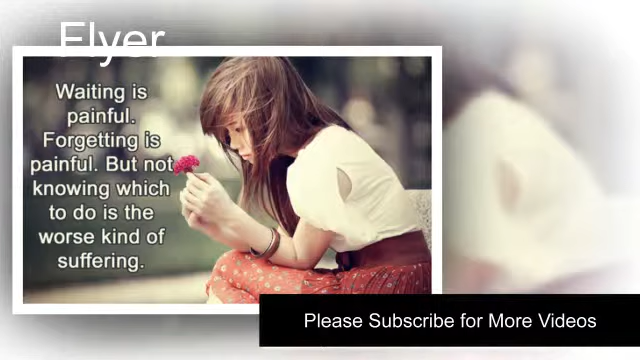 Flyer
Waiting is
painful.
Forgetting is
painful. But not
knowing which
to do is the
worse kind of
suffering.
Please Subscribe for More Videos